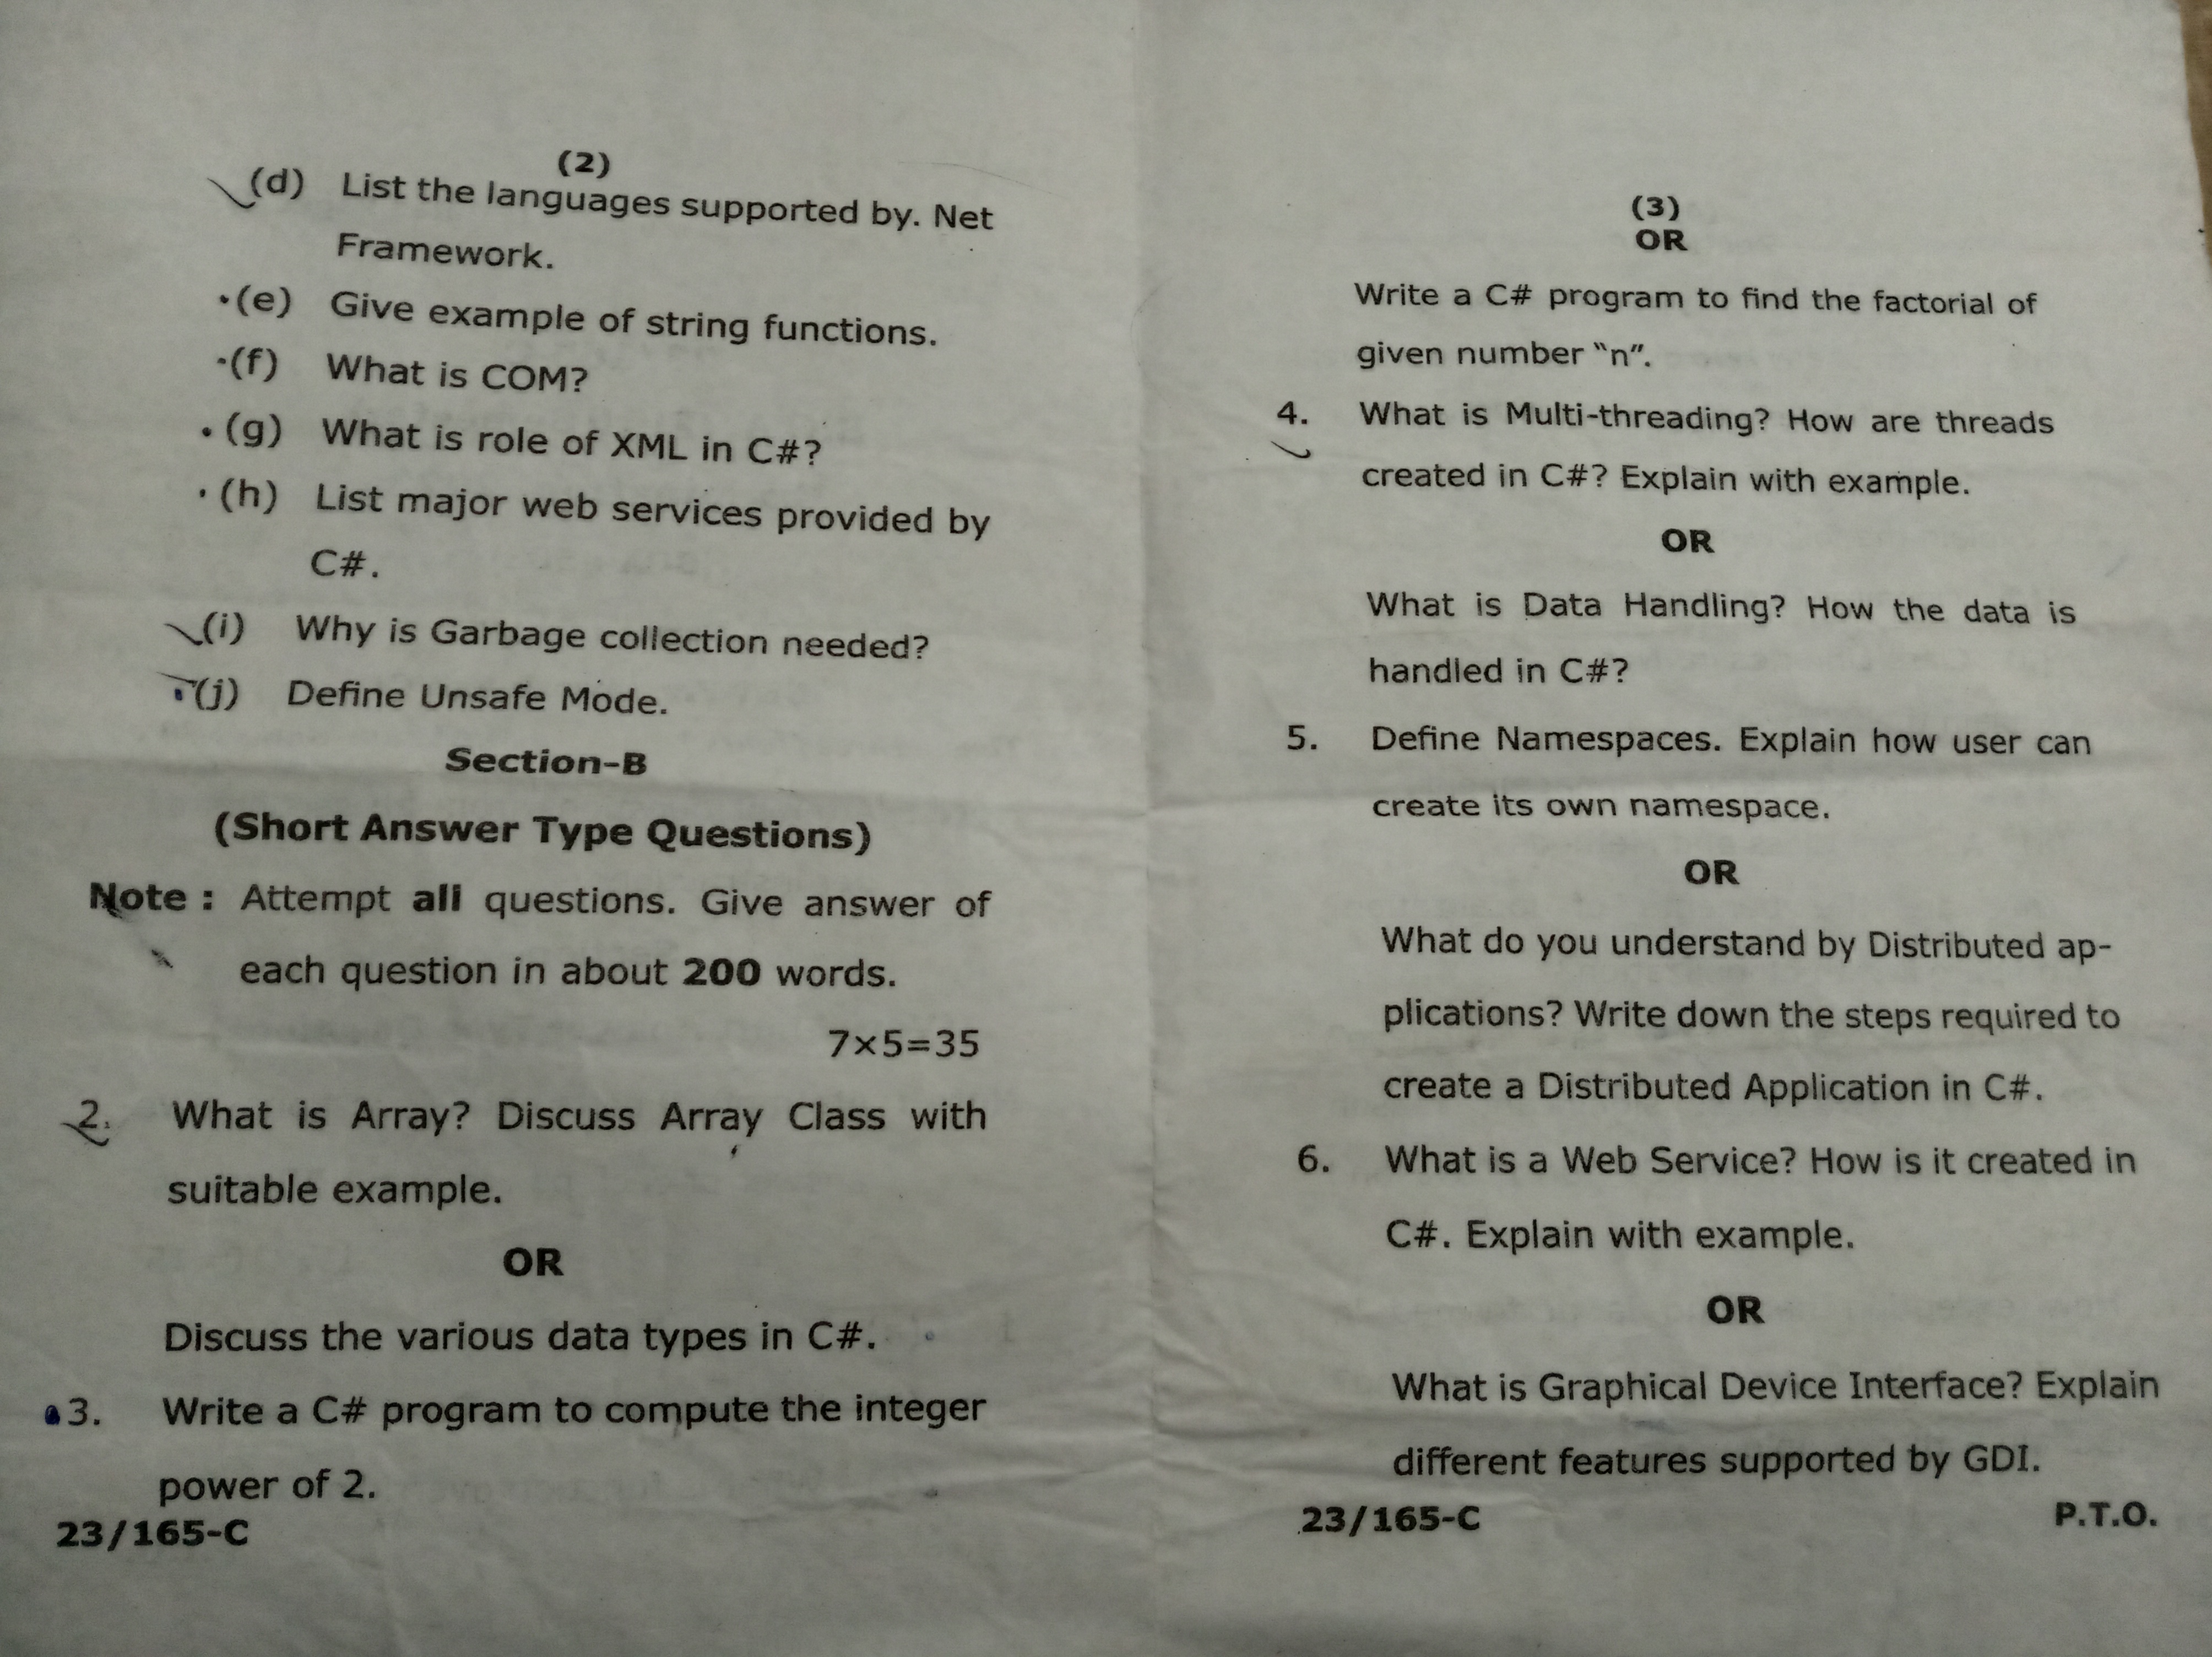 (2)
(d) List the languages supported by. Net
Framework.
(e) Give example of string functions.
(f) What is COM?
(g) What is role of XML in C#?
(h) List major web services provided by
C#.
(i) Why is Garbage collection needed?
(j) Define Unsafe Mode.
Section-B
(Short Answer Type Questions)
Note : Attempt all questions. Give answer of
each question in about 200 words.
7×5=35
2. What is Array? Discuss Array Class with
suitable example.
OR
Discuss the various data types in C#.
3. Write a C# program to compute the integer
power of 2.
23/165-C
(3)
OR
Write a C# program to find the factorial of
given number “n”.
4. What is Multi-threading? How are threads
created in C#? Explain with example.
OR
What is Data Handling? How the data is
handled in C#?
5. Define Namespaces. Explain how user can
create its own namespace.
OR
What do you understand by Distributed ap-
plications? Write down the steps required to
create a Distributed Application in C#.
6. What is a Web Service? How is it created in
C#. Explain with example.
OR
What is Graphical Device Interface? Explain
different features supported by GDI.
23/165-C P.T.O.